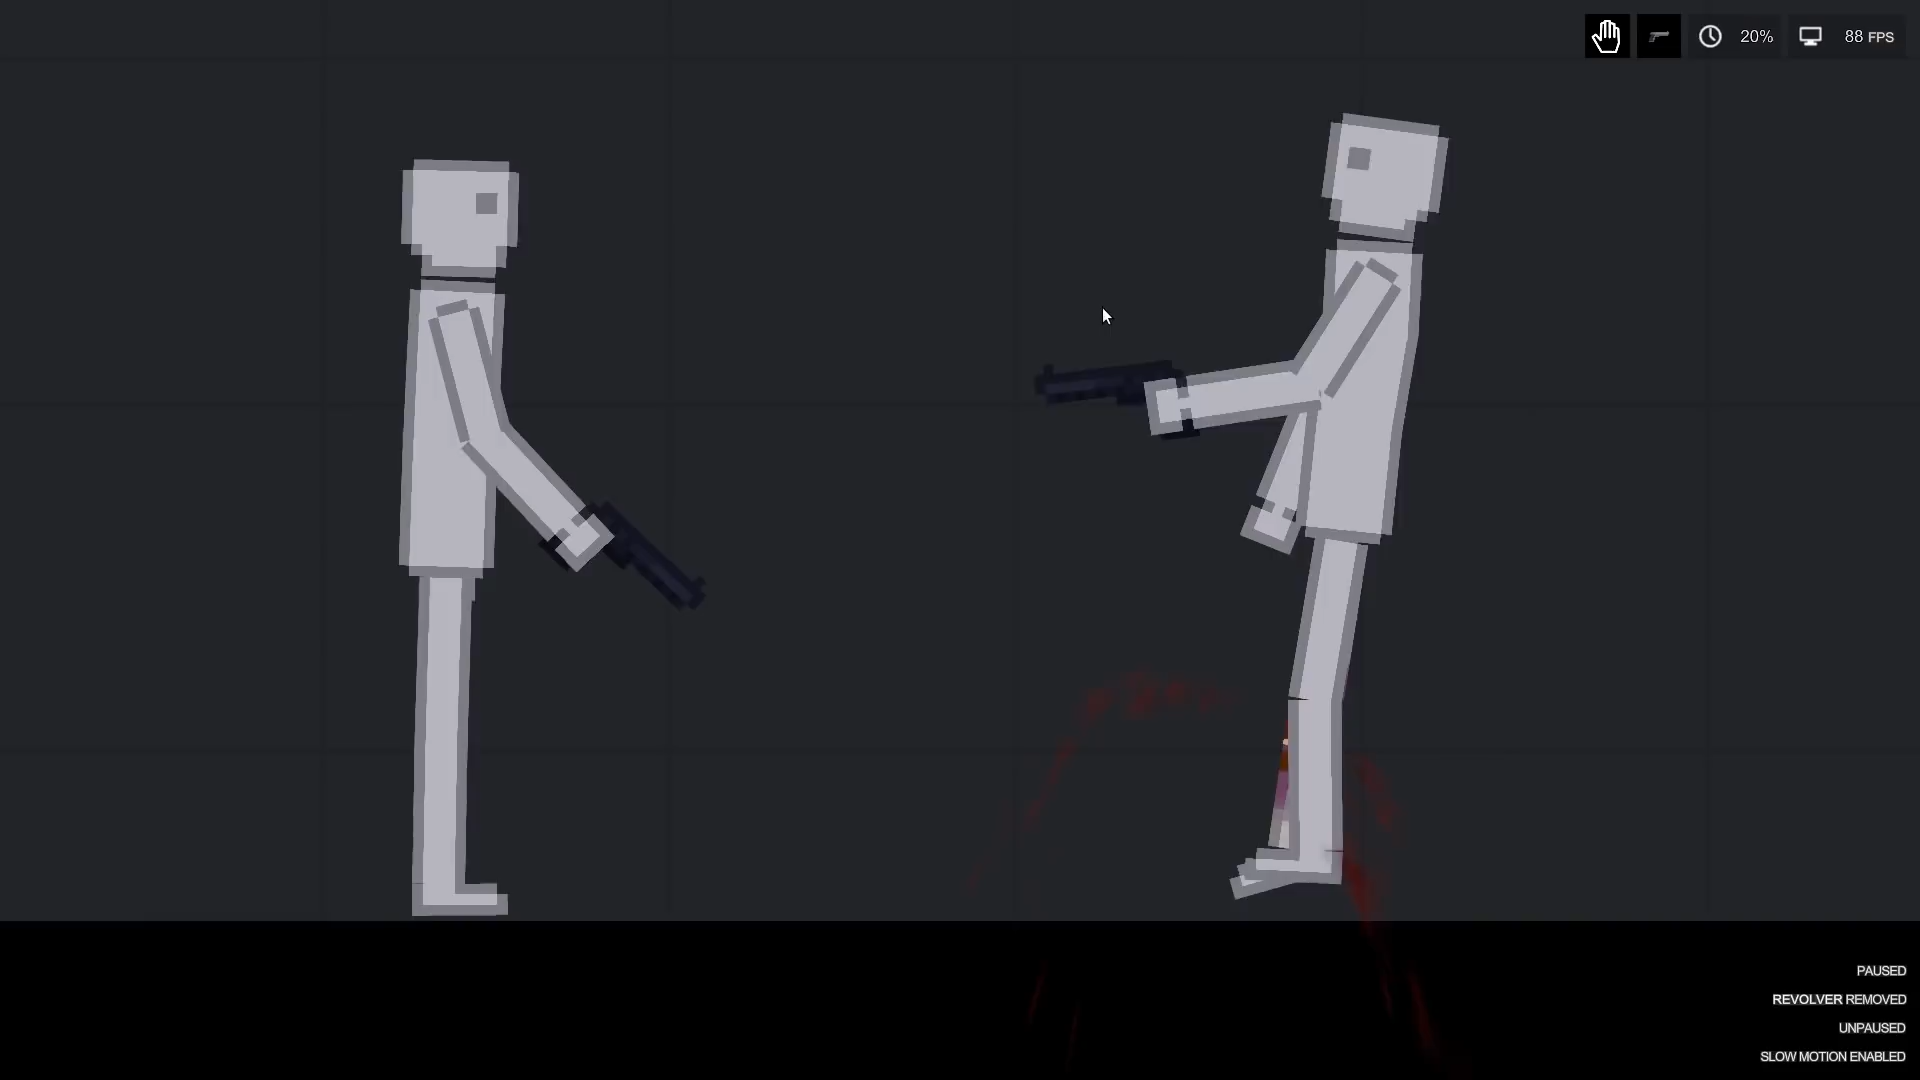 20%
88 FPS
PAUSED
REVOLVER REMOVED
UNPAUSED
SLOW MOTION ENABLED